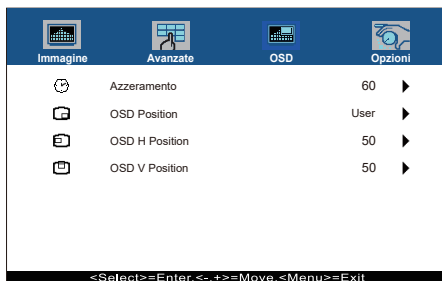 Immagine Avanzate OSD Opzioni
Azzeramento 60
OSD Position User
OSD H Position 50
OSD V Position 50
<Select>=Enter,<-,+>=Move,<Menu>=Exit